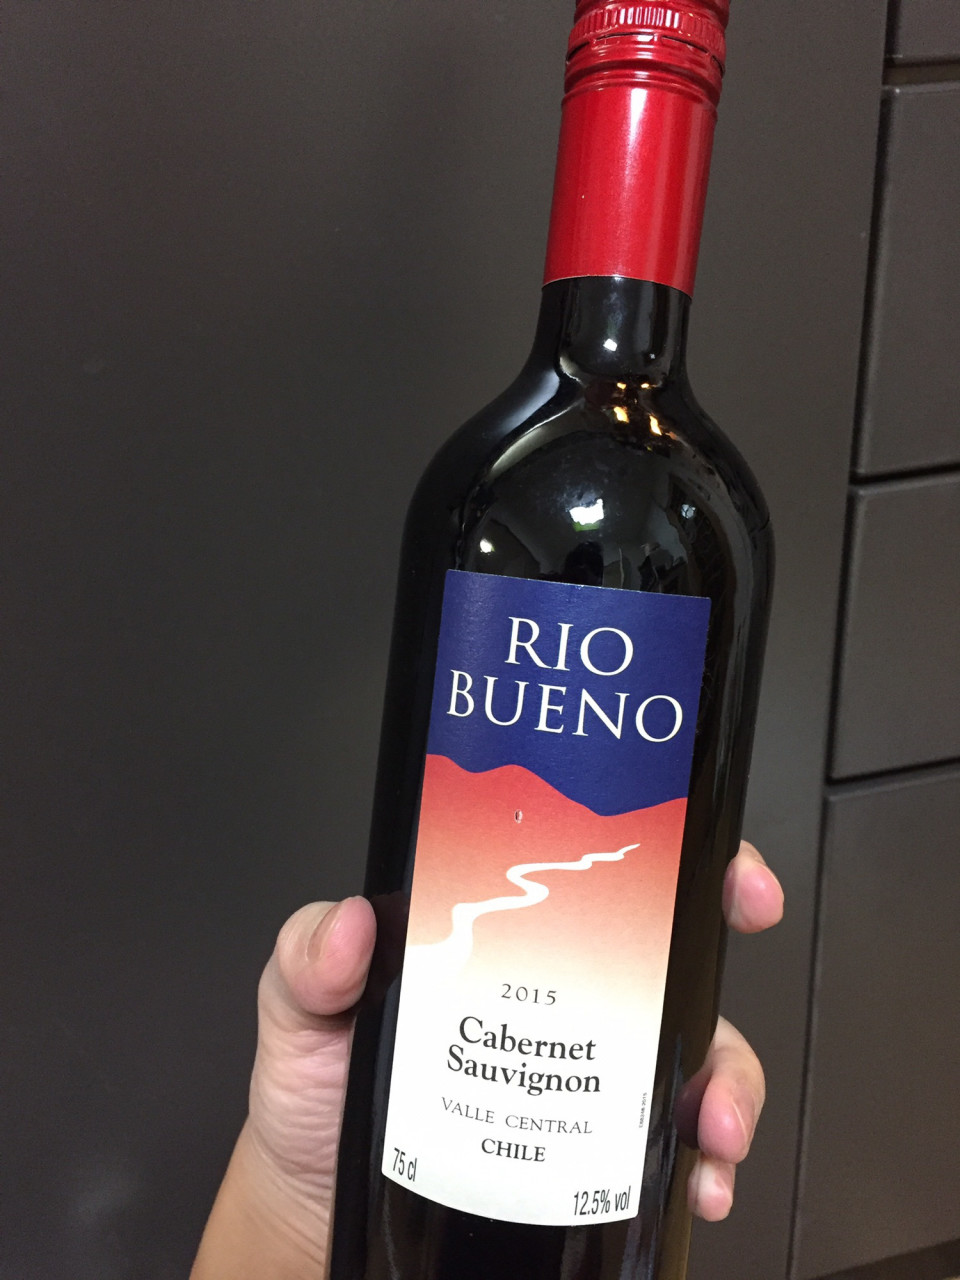 RIO
BUENO
2015
Cabernet
Sauvignon
VALLE CENTRAL
CHILE
75 cl
12.5% vol